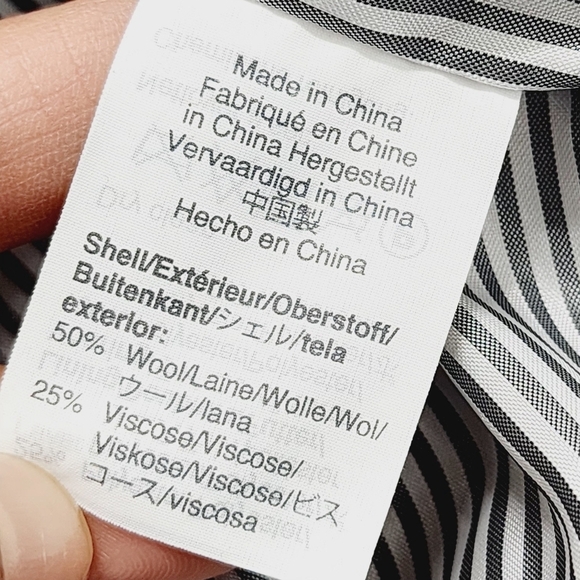 Made in China
Fabriqué en Chine
in China Hergestellt
Vervaardigd in China
中国製
Hecho en China
Shell/Extérieur/Oberstoff/
Buitenkant/シェル/tela
exterior:
50% Wool/Laine/Wolle/Wol/
ウール/lana
25% Viscose/Viscose/
Viskose/Viscose/ビス
コース/viscosa